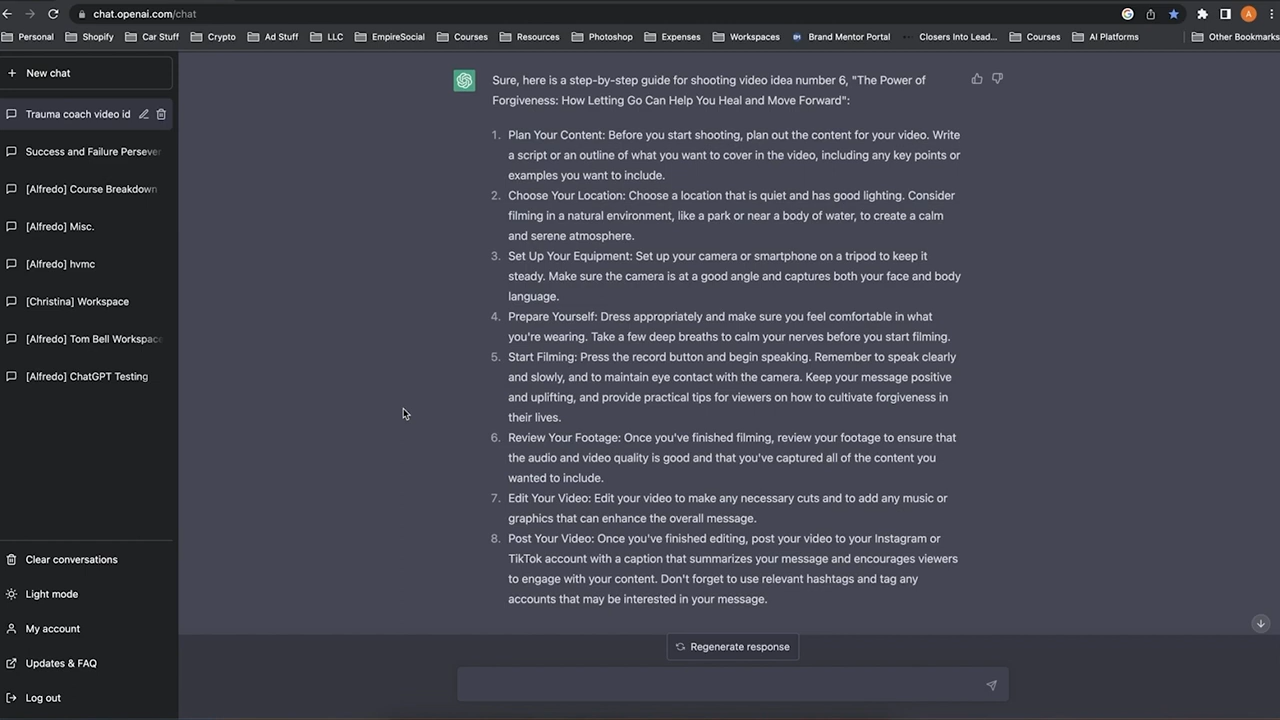 chat.openai.com/chat
Personal Shopify Car Stuff Crypto Ad Stuff LLC EmpireSocial Courses Resources Photoshop Expenses Workspaces Brand Mentor Portal Closers Into Lead... Courses AI Platforms Other Bookmarks
A
New chat
Trauma coach video id
Success and Failure Persever
[Alfredo] Course Breakdown
[Alfredo] Misc.
[Alfredo] hvmc
[Christina] Workspace
[Alfredo] Tom Bell Workspace
[Alfredo] ChatGPT Testing
Clear conversations
Light mode
My account
Updates & FAQ
Log out
Sure, here is a step-by-step guide for shooting video idea number 6, "The Power of
Forgiveness: How Letting Go Can Help You Heal and Move Forward":
1. Plan Your Content: Before you start shooting, plan out the content for your video. Write
a script or an outline of what you want to cover in the video, including any key points or
examples you want to include.
2. Choose Your Location: Choose a location that is quiet and has good lighting. Consider
filming in a natural environment, like a park or near a body of water, to create a calm
and serene atmosphere.
3. Set Up Your Equipment: Set up your camera or smartphone on a tripod to keep it
steady. Make sure the camera is at a good angle and captures both your face and body
language.
4. Prepare Yourself: Dress appropriately and make sure you feel comfortable in what
you're wearing. Take a few deep breaths to calm your nerves before you start filming.
5. Start Filming: Press the record button and begin speaking. Remember to speak clearly
and slowly, and to maintain eye contact with the camera. Keep your message positive
and uplifting, and provide practical tips for viewers on how to cultivate forgiveness in
their lives.
6. Review Your Footage: Once you've finished filming, review your footage to ensure that
the audio and video quality is good and that you've captured all of the content you
wanted to include.
7. Edit Your Video: Edit your video to make any necessary cuts and to add any music or
graphics that can enhance the overall message.
8. Post Your Video: Once you've finished editing, post your video to your Instagram or
TikTok account with a caption that summarizes your message and encourages viewers
to engage with your content. Don't forget to use relevant hashtags and tag any
accounts that may be interested in your message.
Regenerate response